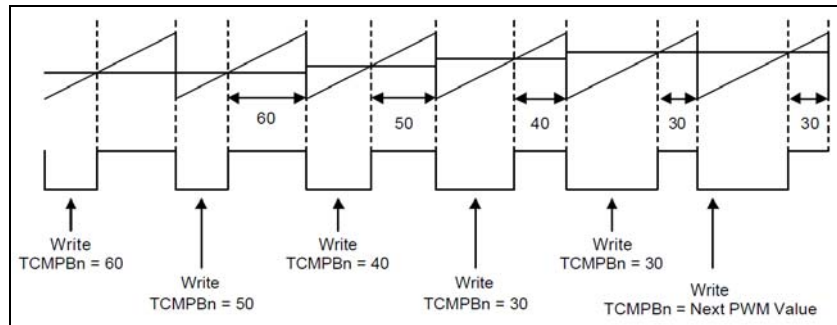 60
50
40
30
30
Write
TCMPBn = 60
Write
TCMPBn = 50
Write
TCMPBn = 40
Write
TCMPBn = 30
Write
TCMPBn = 30
Write
TCMPBn = Next PWM Value